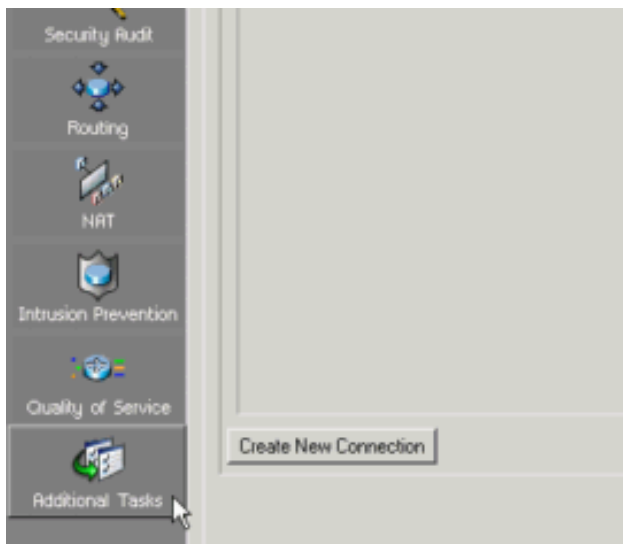 Security Audit
Routing
NAT
Intrusion Prevention
Quality of Service
Create New Connection
Additional Tasks